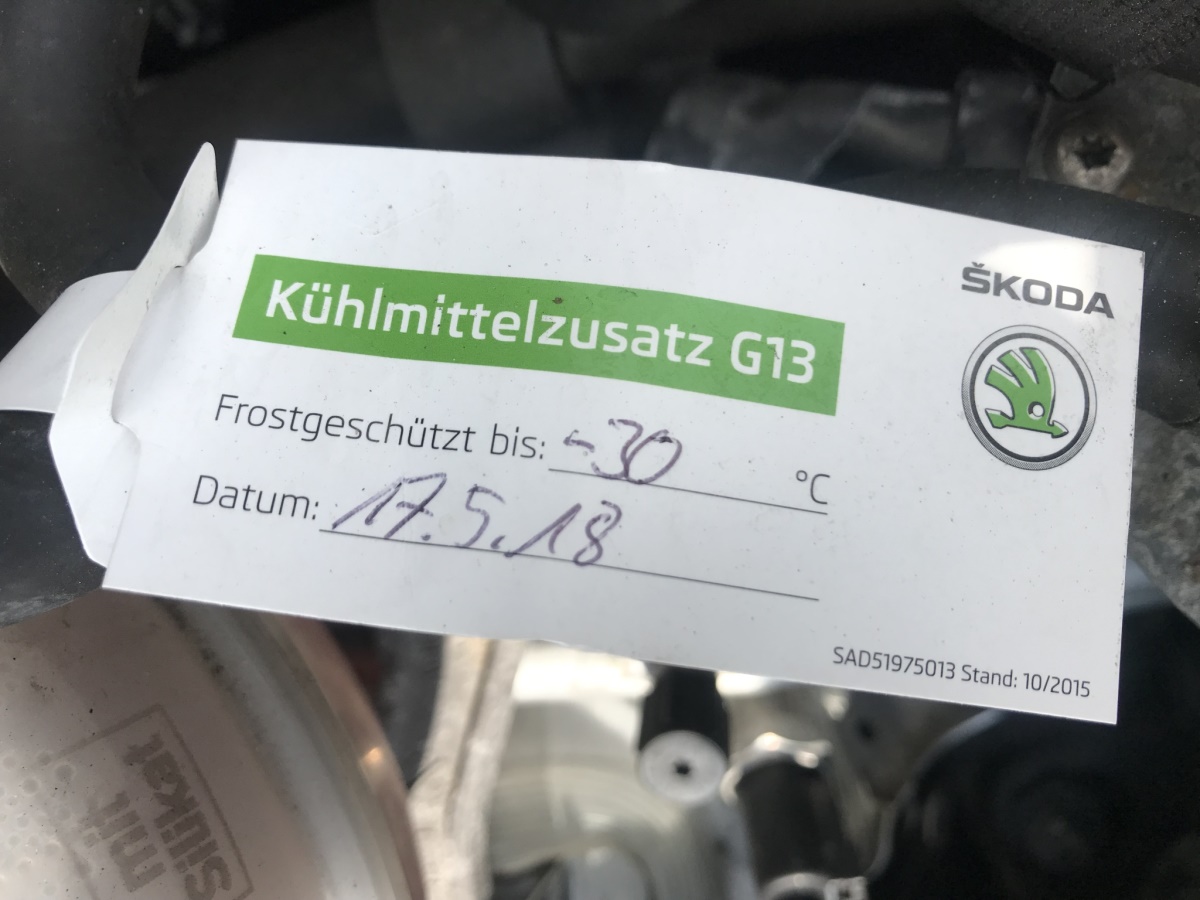 ŠKODA
Kühlmittelzusatz G13
Frostgeschützt bis: -30 °C
Datum: 17.5.18
SAD51975013 Stand: 10/2015
mit
Silikat